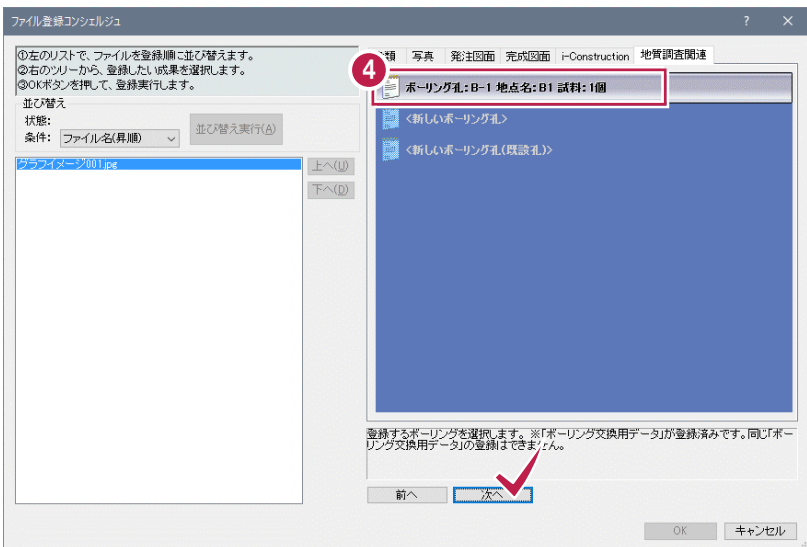 ファイル登録コンシェルジュ
①左のリストで、ファイルを登録順に並び替えます。
②右のツリーから、登録したい成果を選択します。
③OKボタンを押して、登録実行します。
並び替え
状態:
条件: ファイル名(昇順)
並び替え実行(A)
グラフイメージ001.jpg
上へ(U)
下へ(D)
類 写真 発注図面 完成図面 i-Construction 地質調査関連
4
ボーリング孔:B-1 地点名:B1 試料:1個
<新しいボーリング孔>
<新しいボーリング孔(既設孔)>
登録するボーリングを選択します。※「ボーリング交換用データ」が登録済みです。同じ「ボー
リング交換用データ」の登録はできません。
前へ 次へ
OK キャンセル